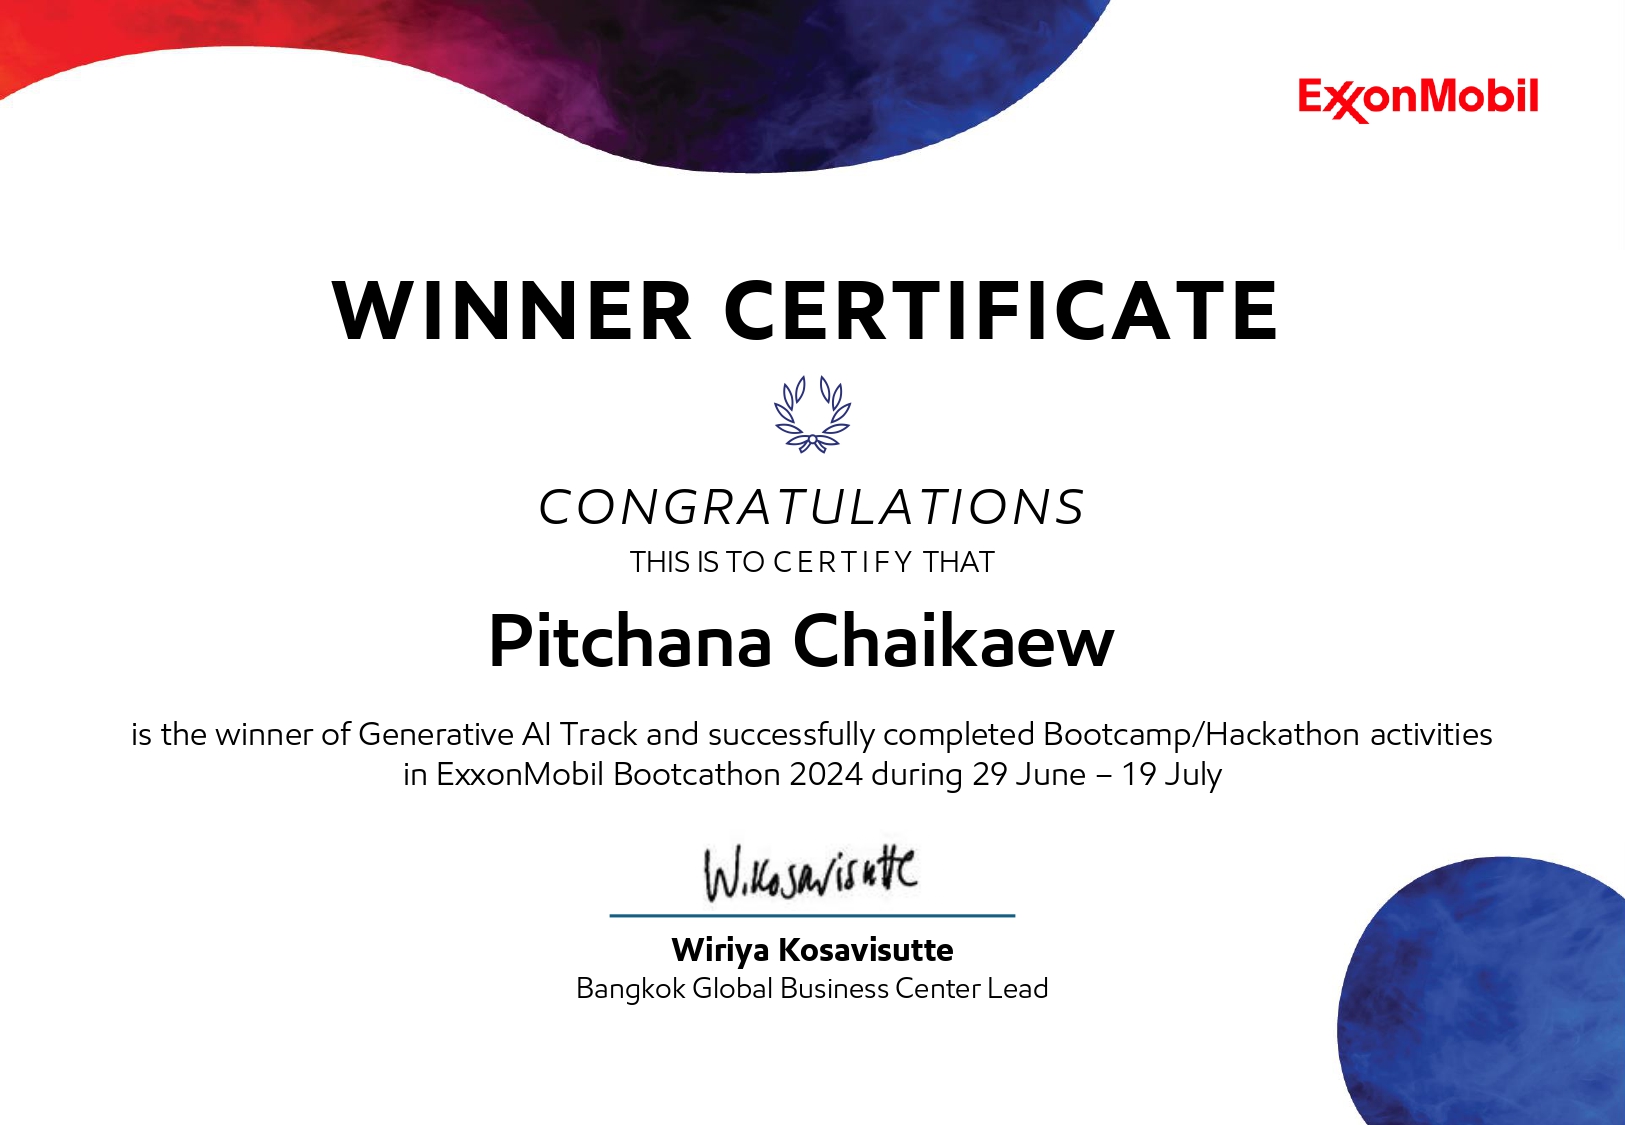 ExxonMobil
WINNER CERTIFICATE
CONGRATULATIONS
THIS IS TO CERTIFY THAT
Pitchana Chaikaew
is the winner of Generative AI Track and successfully completed Bootcamp/Hackathon activities
in ExxonMobil Bootcathon 2024 during 29 June – 19 July
W.Kosavisutte
Wiriya Kosavisutte
Bangkok Global Business Center Lead